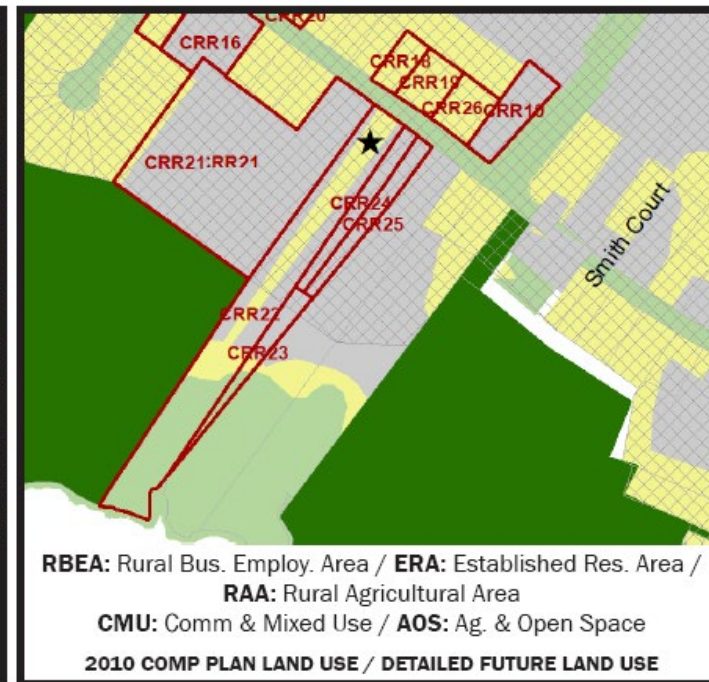 CRR20
CRR16
CRR18
CRR19
CRR26
CRR10
CRR21
:RR21
CRR24
CRR25
Smith Court
CRR22
CRR23
RBEA: Rural Bus. Employ. Area / ERA: Established Res. Area /
RAA: Rural Agricultural Area
CMU: Comm & Mixed Use / AOS: Ag. & Open Space
2010 COMP PLAN LAND USE / DETAILED FUTURE LAND USE